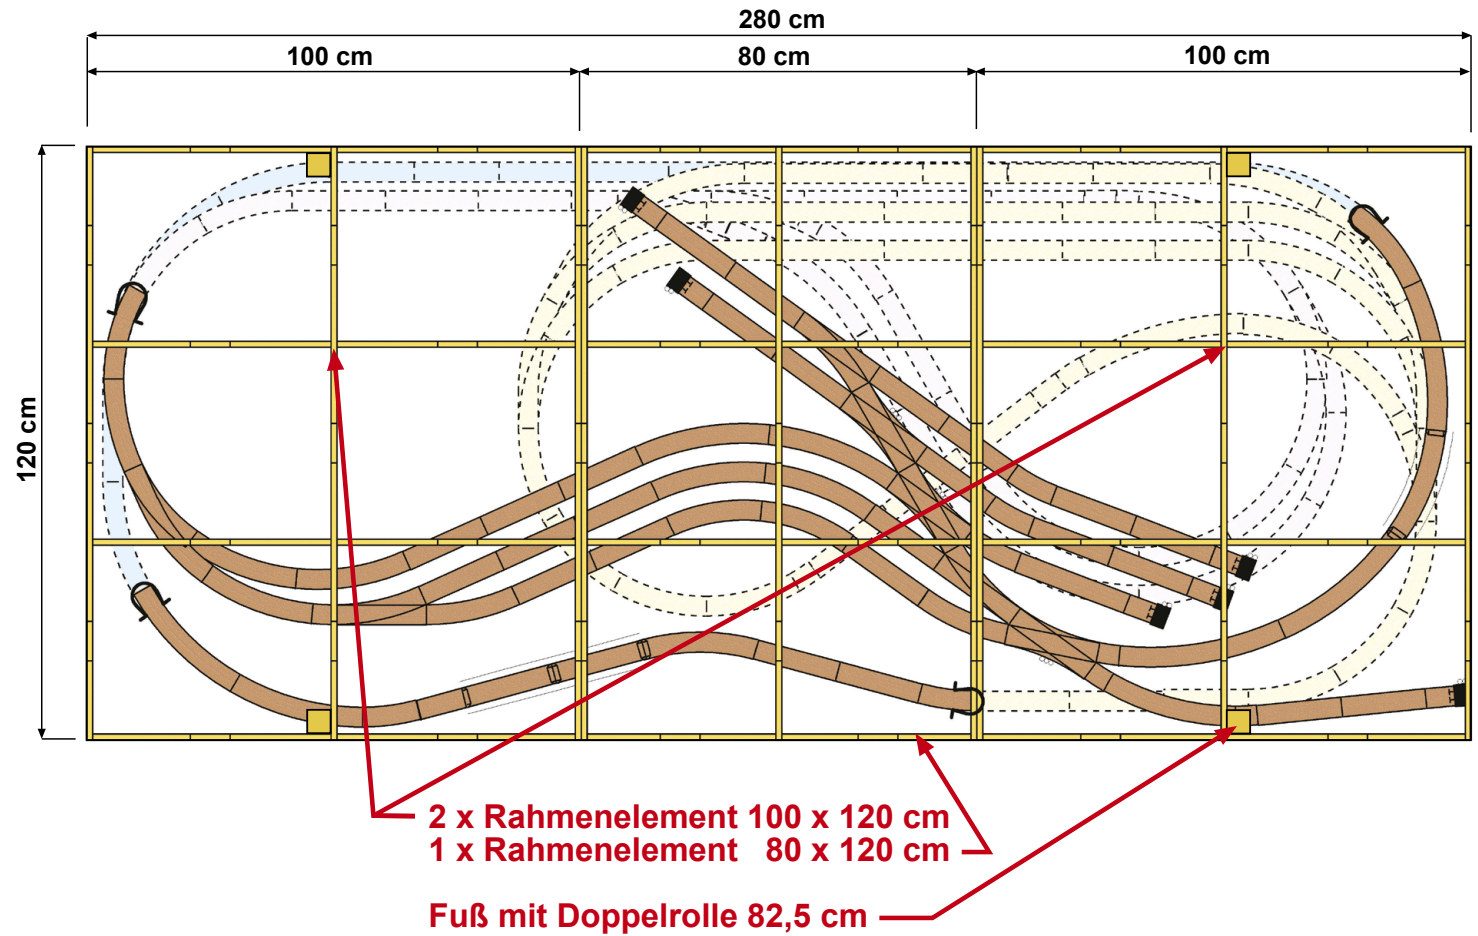 280 cm
100 cm
80 cm
100 cm
120 cm
2 x Rahmenelement 100 x 120 cm
1 x Rahmenelement 80 x 120 cm
Fuß mit Doppelrolle 82,5 cm